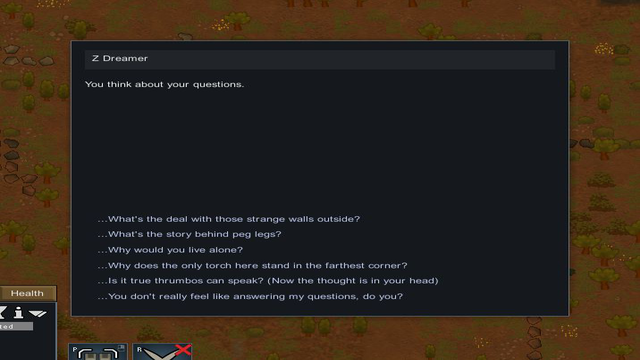 Z Dreamer
You think about your questions.
...What's the deal with those strange walls outside?
...What's the story behind peg legs?
...Why would you live alone?
...Why does the only torch here stand in the farthest corner?
...Is it true thrumbos can speak? (Now the thought is in your head)
...You don't really feel like answering my questions, do you?
Health
ted
P
R